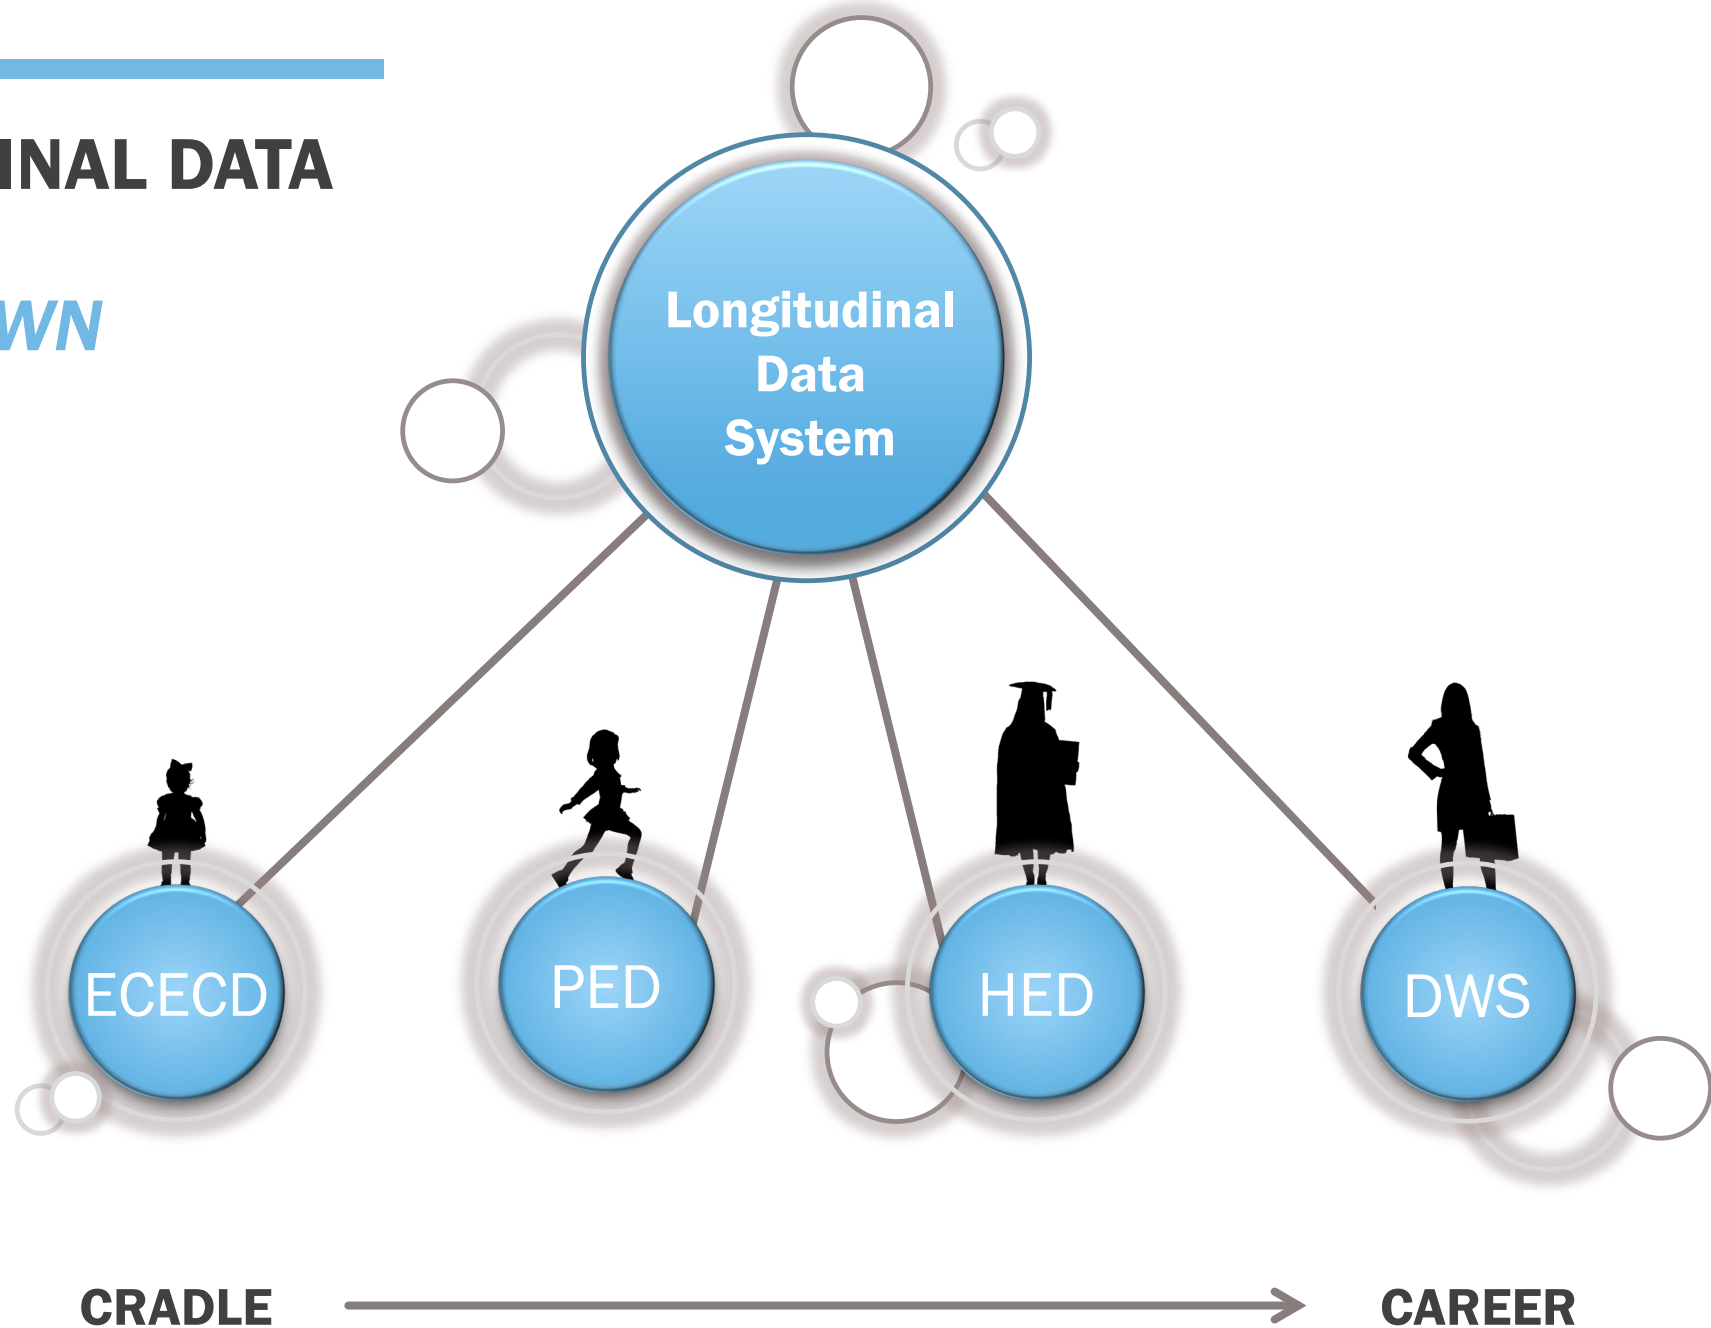 INAL DATA
WN
Longitudinal
Data
System
ECECD
PED
HED
DWS
CRADLE
CAREER